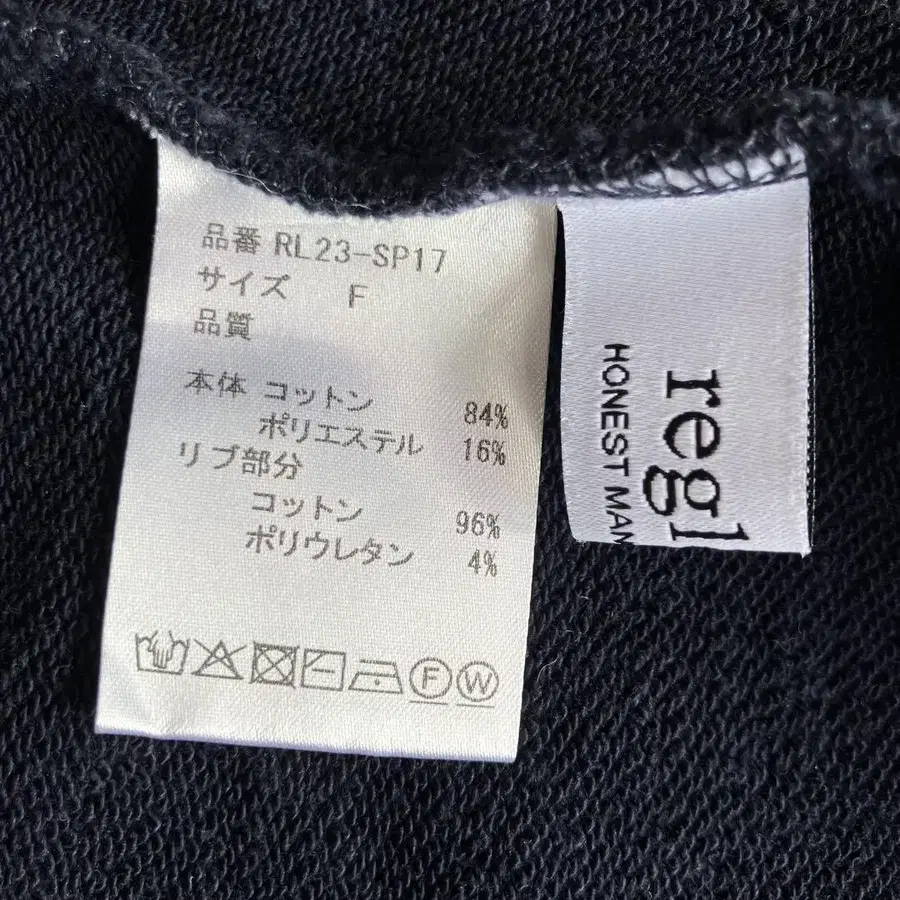 品番 RL23-SP17
サイズ F
品質
本体 コットン 84%
ポリエステル 16%
リブ部分
コットン 96%
ポリウレタン 4%
F W
regl
HONEST MAN